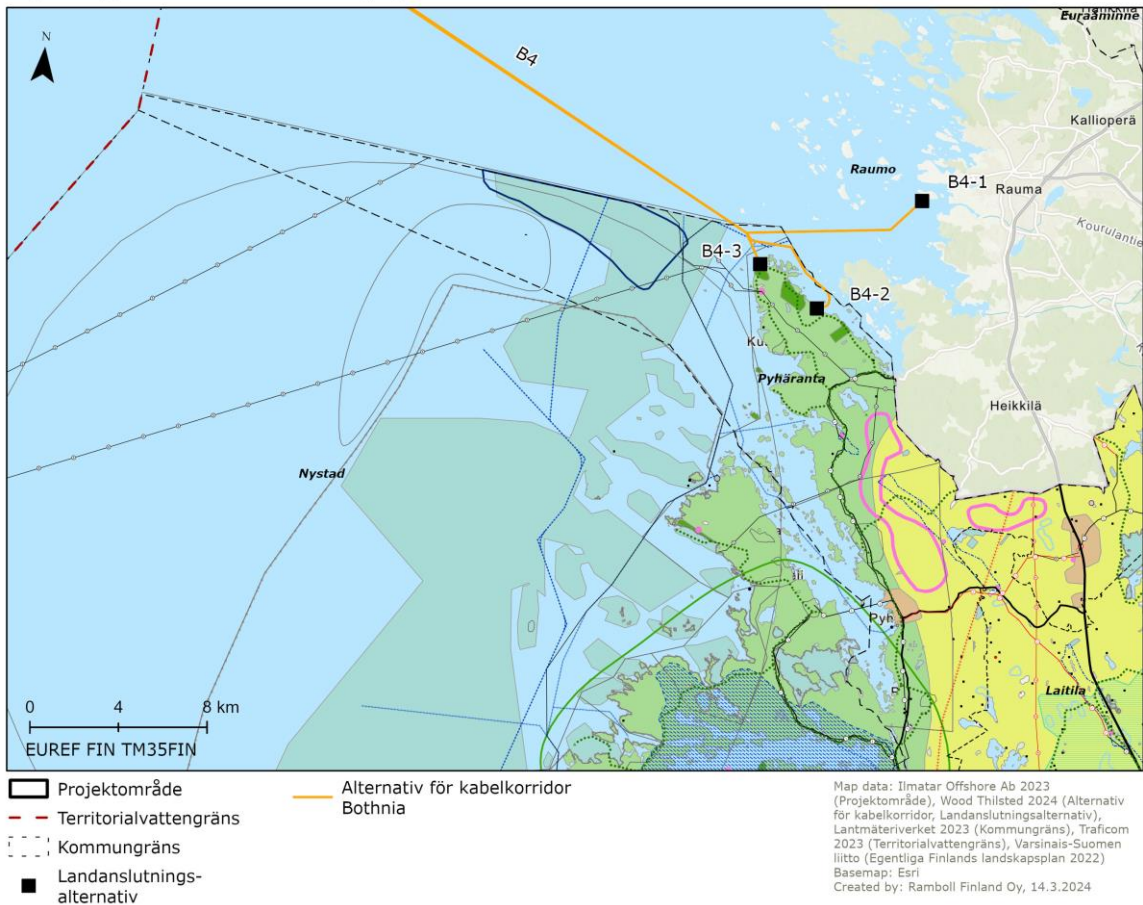 Euraåminne
N
B4
Kallioperä
Raumo
B4-1
Rauma
B4-3
B4-2
Pyhäranta
Heikkilä
Nystad
Laitila
0 4 8 km
EUREF FIN TM35FIN
Projektområde
Territorialvattengräns
Kommungräns
Landanslutnings-
alternativ
Alternativ för kabelkorridor
Bothnia
Map data: Ilmatar Offshore Ab 2023
(Projektområde), Wood Thilsted 2024 (Alternativ
för kabelkorridor, Landanslutningsalternativ),
Lantmäteriverket 2023 (Kommungräns), Traficom
2023 (Territorialvattengräns), Varsinais-Suomen
liitto (Egentliga Finlands landskapsplan 2022)
Basemap: Esri
Created by: Ramboll Finland Oy, 14.3.2024